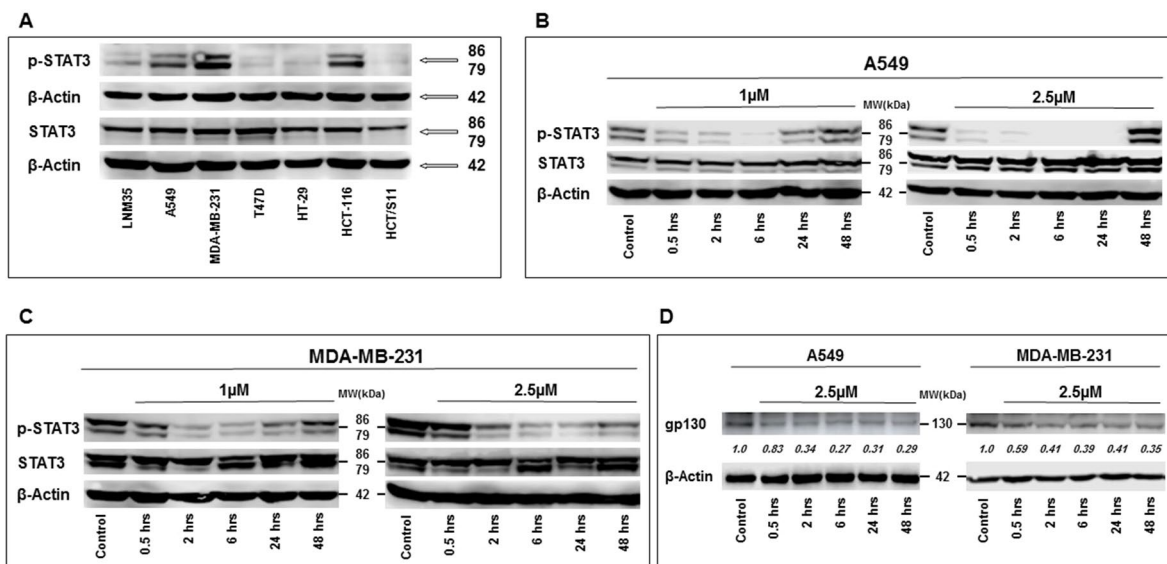 A
p-STAT3
86
79
β-Actin
42
STAT3
86
79
β-Actin
42
LNM35
A549
MDA-MB-231
T47D
HT-29
HCT-116
HCT/S11
B
A549
1µM
MW(kDa)
2.5µM
p-STAT3
86
79
STAT3
86
79
β-Actin
42
Control
0.5 hrs
2 hrs
6 hrs
24 hrs
48 hrs
Control
0.5 hrs
2 hrs
6 hrs
24 hrs
48 hrs
C
MDA-MB-231
1µM
MW(kDa)
2.5µM
p-STAT3
86
79
STAT3
86
79
β-Actin
42
Control
0.5 hrs
2 hrs
6 hrs
24 hrs
48 hrs
Control
0.5 hrs
2 hrs
6 hrs
24 hrs
48 hrs
D
A549
MDA-MB-231
2.5µM
MW(kDa)
2.5µM
gp130
130
1.0 0.83 0.34 0.27 0.31 0.29
1.0 0.59 0.41 0.39 0.41 0.35
β-Actin
42
Control
0.5 hrs
2 hrs
6 hrs
24 hrs
48 hrs
Control
0.5 hrs
2 hrs
6 hrs
24 hrs
48 hrs